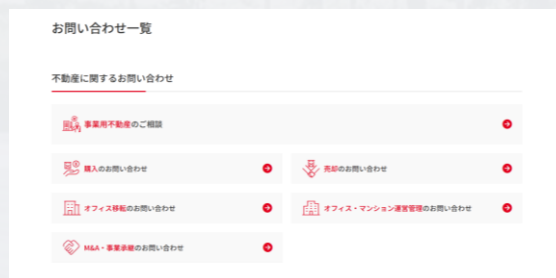 お問い合わせ一覧
不動産に関するお問い合わせ
事業用不動産のご相談
購入のお問い合わせ
売却のお問い合わせ
オフィス移転のお問い合わせ
オフィス・マンション運営管理のお問い合わせ
M&A・事業承継のお問い合わせ